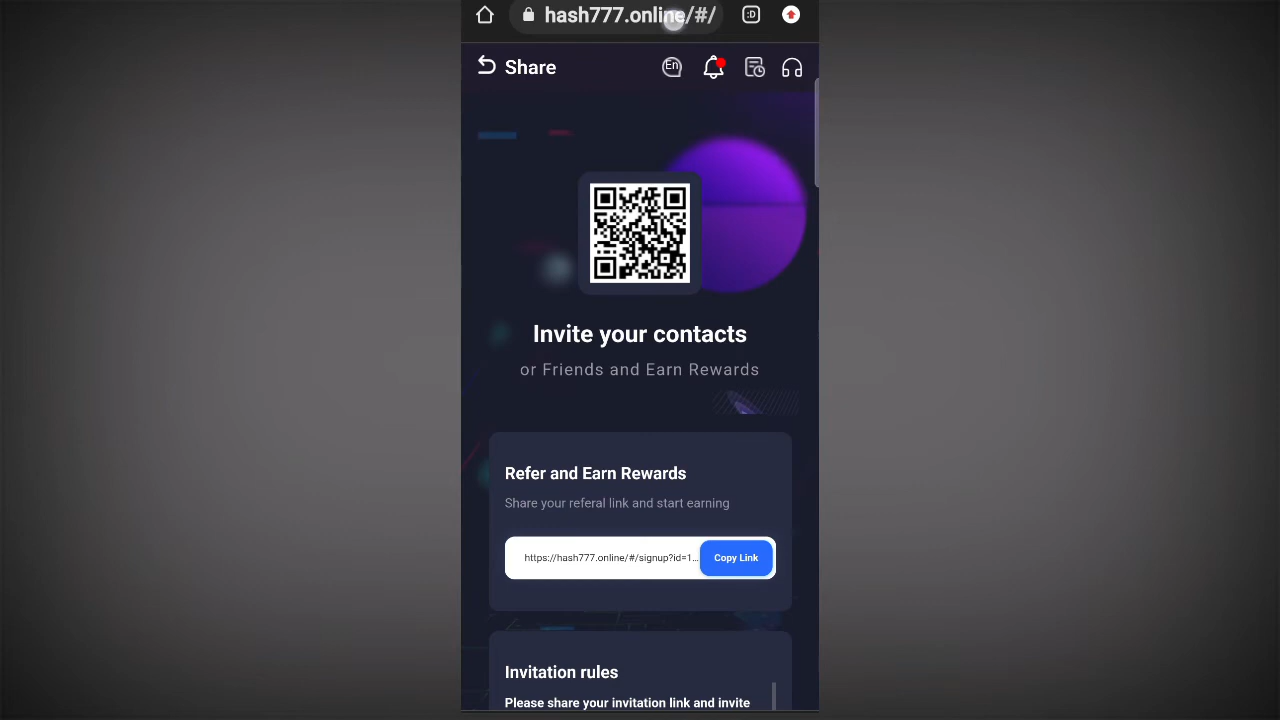 hash777.online/#/
:D
Share
En
Invite your contacts
or Friends and Earn Rewards
Refer and Earn Rewards
Share your referal link and start earning
https://hash777.online/#/signup?id=1...
Copy Link
Invitation rules
Please share your invitation link and invite